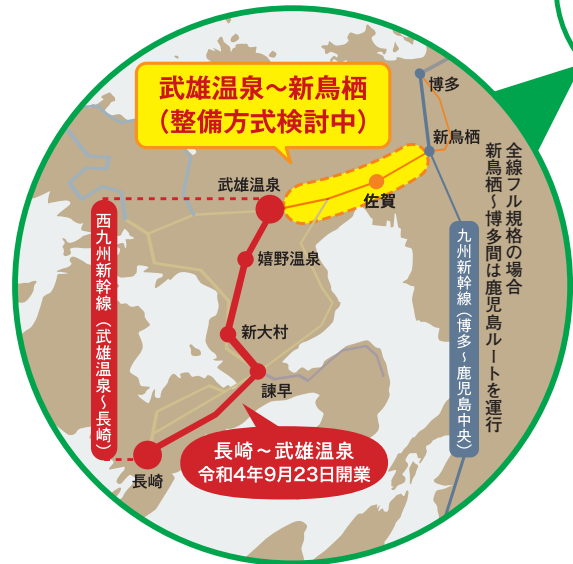 武雄温泉～新鳥栖
（整備方式検討中）
博多
新鳥栖
武雄温泉
佐賀
全線フル規格の場合
新鳥栖～博多間は鹿児島ルートを運行
西九州新幹線（武雄温泉～長崎）
九州新幹線（博多～鹿児島中央）
嬉野温泉
新大村
諫早
長崎～武雄温泉
令和4年9月23日開業
長崎